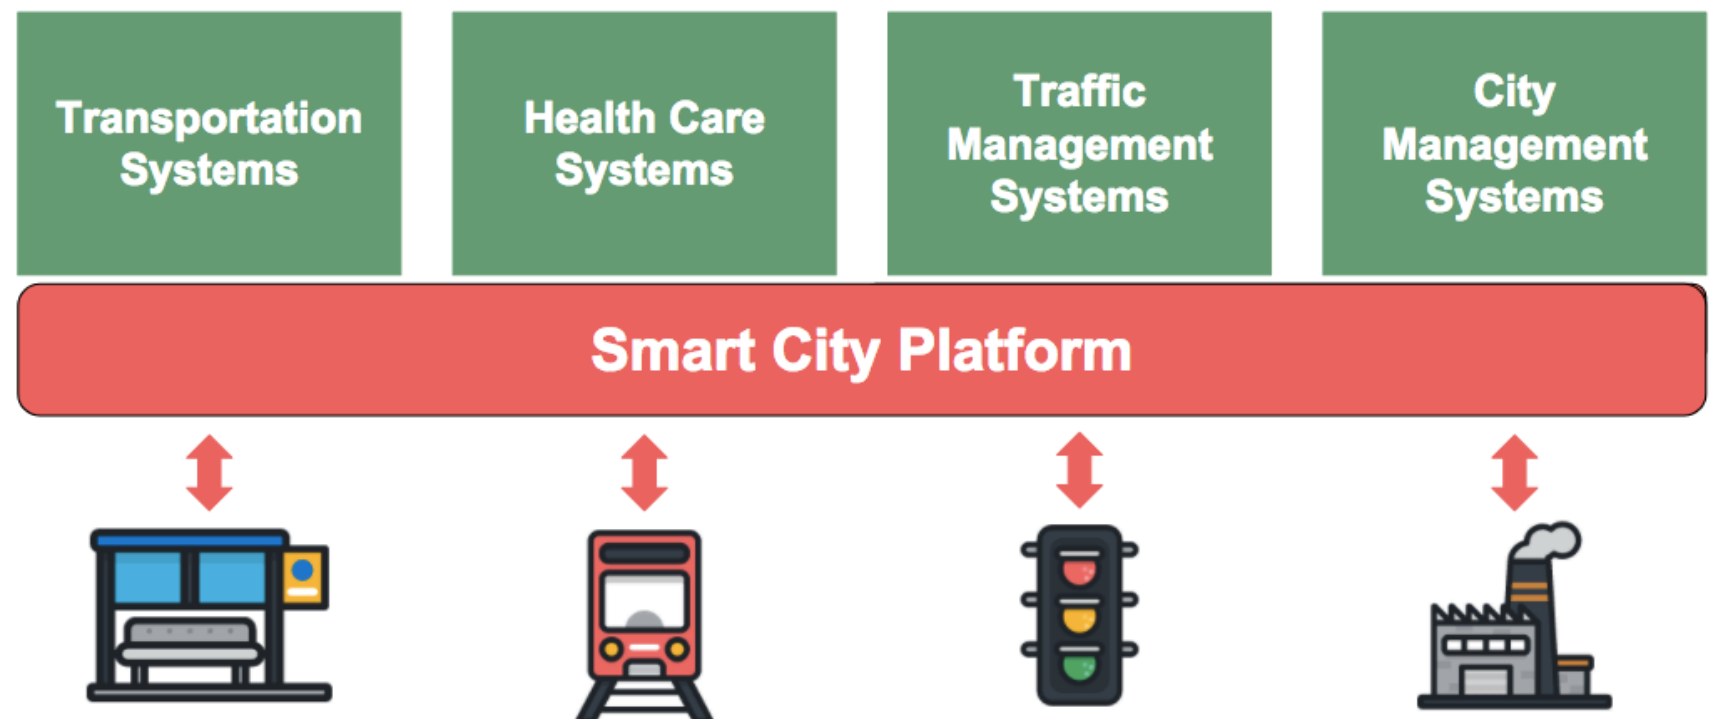 Transportation
Systems
Health Care
Systems
Traffic
Management
Systems
City
Management
Systems
Smart City Platform